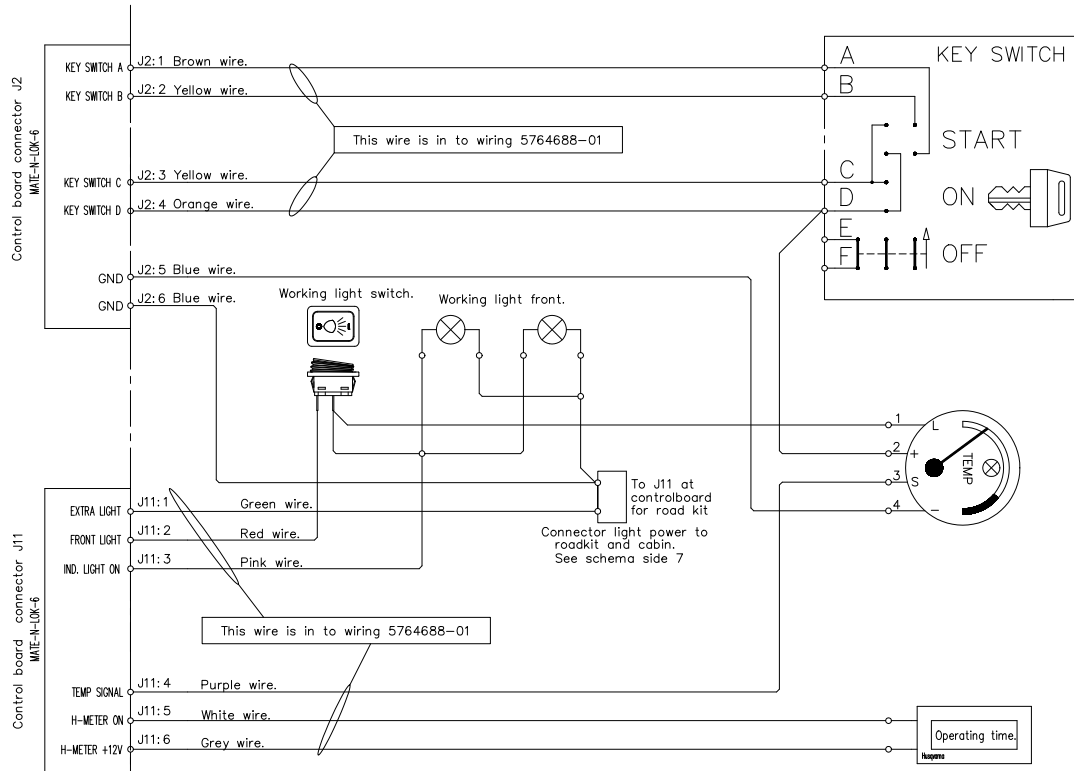 Control board connector J2
MATE-N-LOK-6
KEY SWITCH A
J2:1 Brown wire.
KEY SWITCH B
J2:2 Yellow wire.
This wire is in to wiring 5764688-01
KEY SWITCH C
J2:3 Yellow wire.
KEY SWITCH D
J2:4 Orange wire.
GND
J2:5 Blue wire.
GND
J2:6 Blue wire.
A
KEY SWITCH
B
START
C
D
ON
E
F
OFF
Working light switch.
Working light front.
1
L
2
+
3
S
4
−
TEMP
To J11 at
controlboard
for road kit
Connector light power to
roadkit and cabin.
See schema side 7
Control board connector J11
MATE-N-LOK-6
EXTRA LIGHT
J11:1
Green wire.
FRONT LIGHT
J11:2
Red wire.
IND. LIGHT ON
J11:3
Pink wire.
This wire is in to wiring 5764688-01
TEMP SIGNAL
J11:4
Purple wire.
H-METER ON
J11:5
White wire.
H-METER +12V
J11:6
Grey wire.
Operating time.
Husqvarna